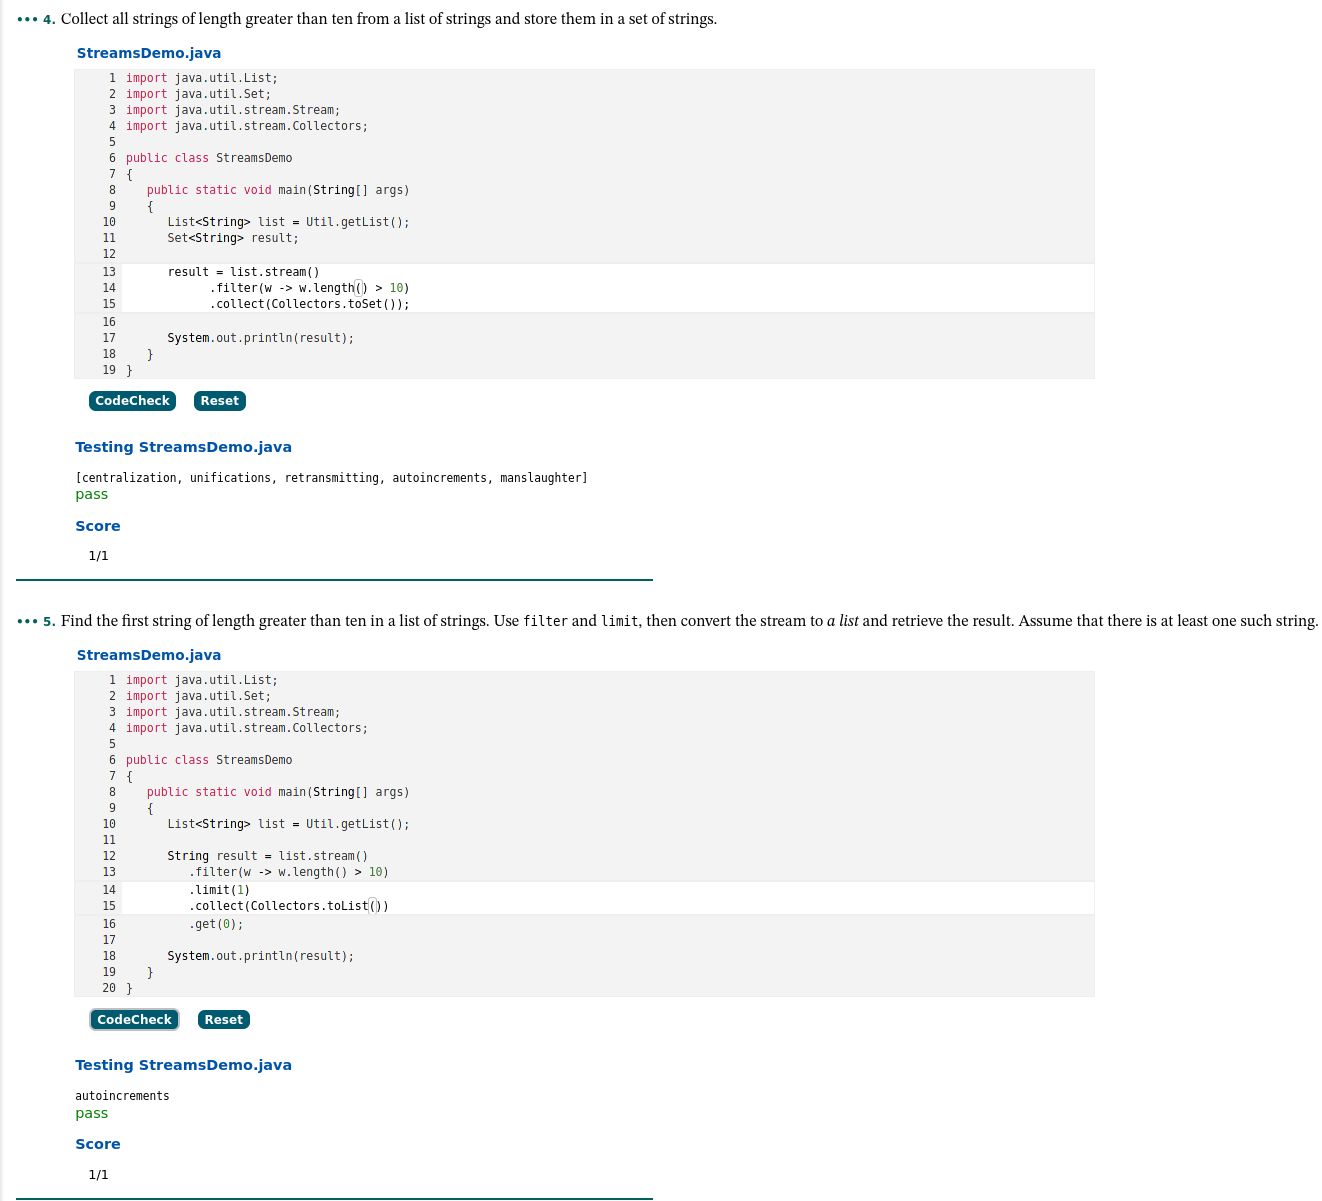 ••• 4. Collect all strings of length greater than ten from a list of strings and store them in a set of strings.
StreamsDemo.java
1 import java.util.List;
2 import java.util.Set;
3 import java.util.stream.Stream;
4 import java.util.stream.Collectors;
5
6 public class StreamsDemo
7 {
8    public static void main(String[] args)
9    {
10       List<String> list = Util.getList();
11       Set<String> result;
12
13       result = list.stream()
14             .filter(w -> w.length() > 10)
15             .collect(Collectors.toSet());
16
17       System.out.println(result);
18    }
19 }
CodeCheck Reset
Testing StreamsDemo.java
[centralization, unifications, retransmitting, autoincrements, manslaughter]
pass
Score
1/1
••• 5. Find the first string of length greater than ten in a list of strings. Use filter and limit, then convert the stream to a list and retrieve the result. Assume that there is at least one such string.
StreamsDemo.java
1 import java.util.List;
2 import java.util.Set;
3 import java.util.stream.Stream;
4 import java.util.stream.Collectors;
5
6 public class StreamsDemo
7 {
8    public static void main(String[] args)
9    {
10       List<String> list = Util.getList();
11
12       String result = list.stream()
13          .filter(w -> w.length() > 10)
14          .limit(1)
15          .collect(Collectors.toList())
16          .get(0);
17
18       System.out.println(result);
19    }
20 }
CodeCheck Reset
Testing StreamsDemo.java
autoincrements
pass
Score
1/1